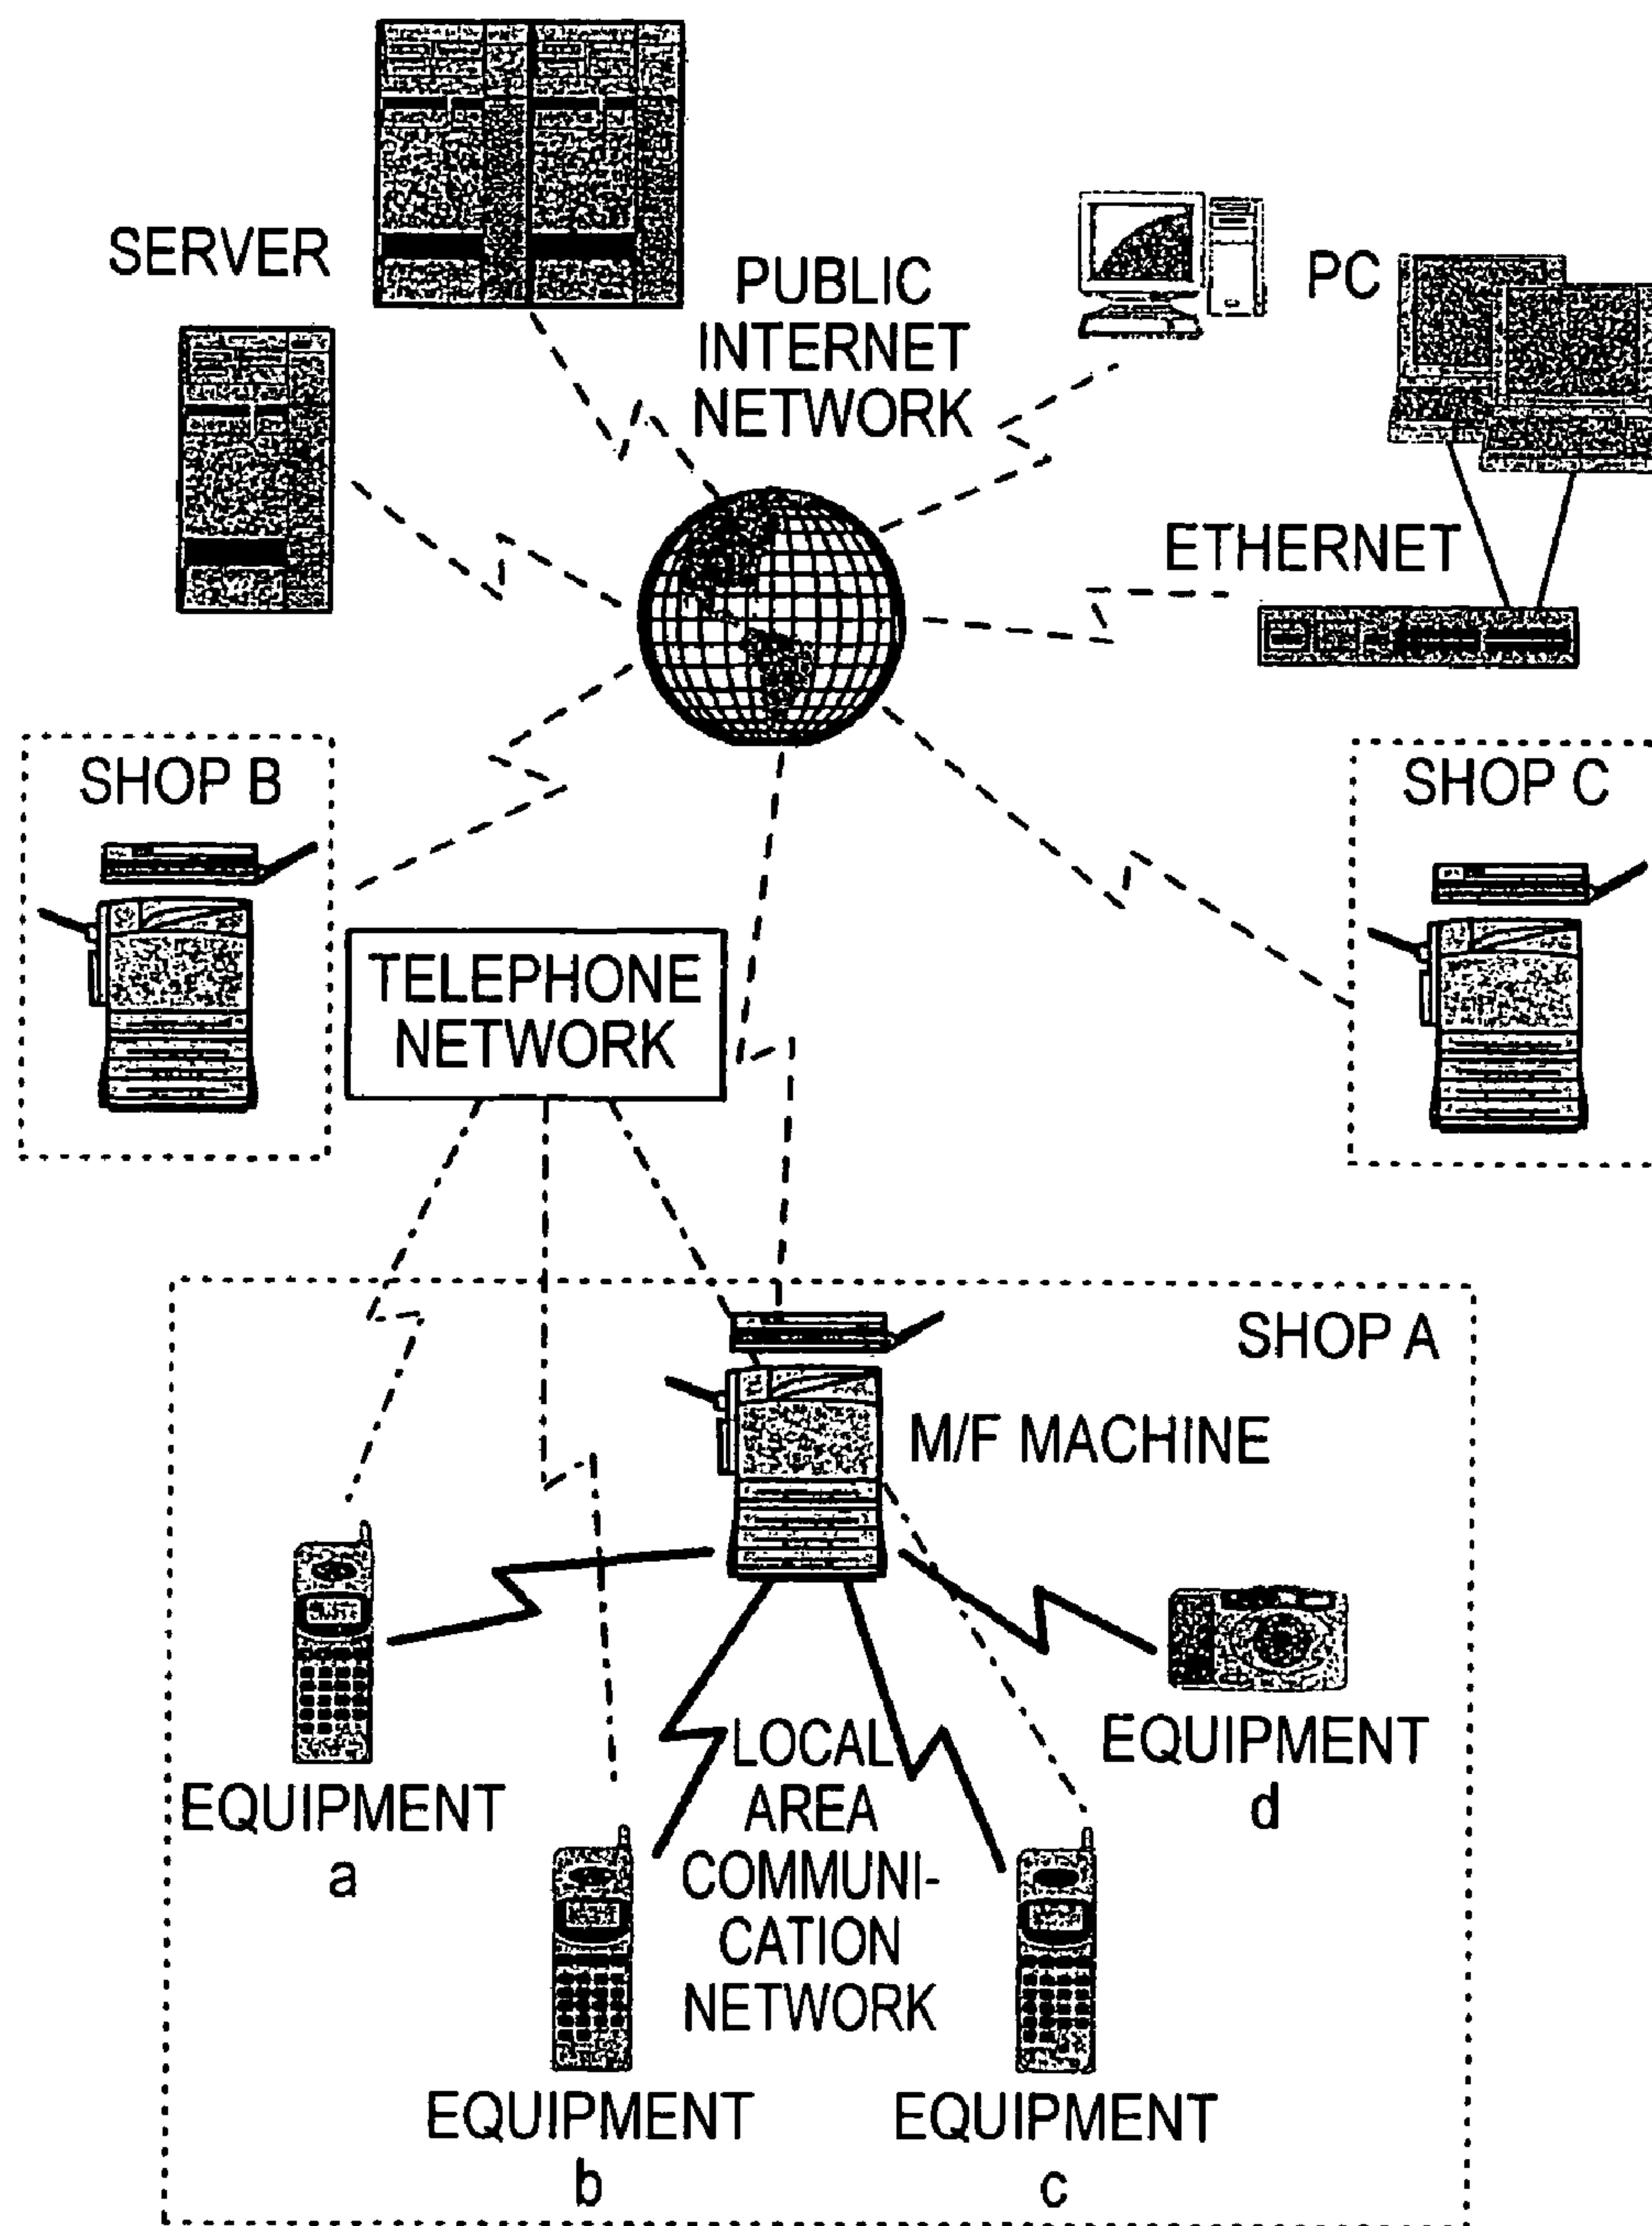 SERVER
PUBLIC
INTERNET
NETWORK
PC
ETHERNET
SHOP B
SHOP C
TELEPHONE
NETWORK
SHOP A
M/F MACHINE
EQUIPMENT
a
LOCAL
AREA
COMMUNI-
CATION
NETWORK
EQUIPMENT
d
EQUIPMENT
b
EQUIPMENT
c